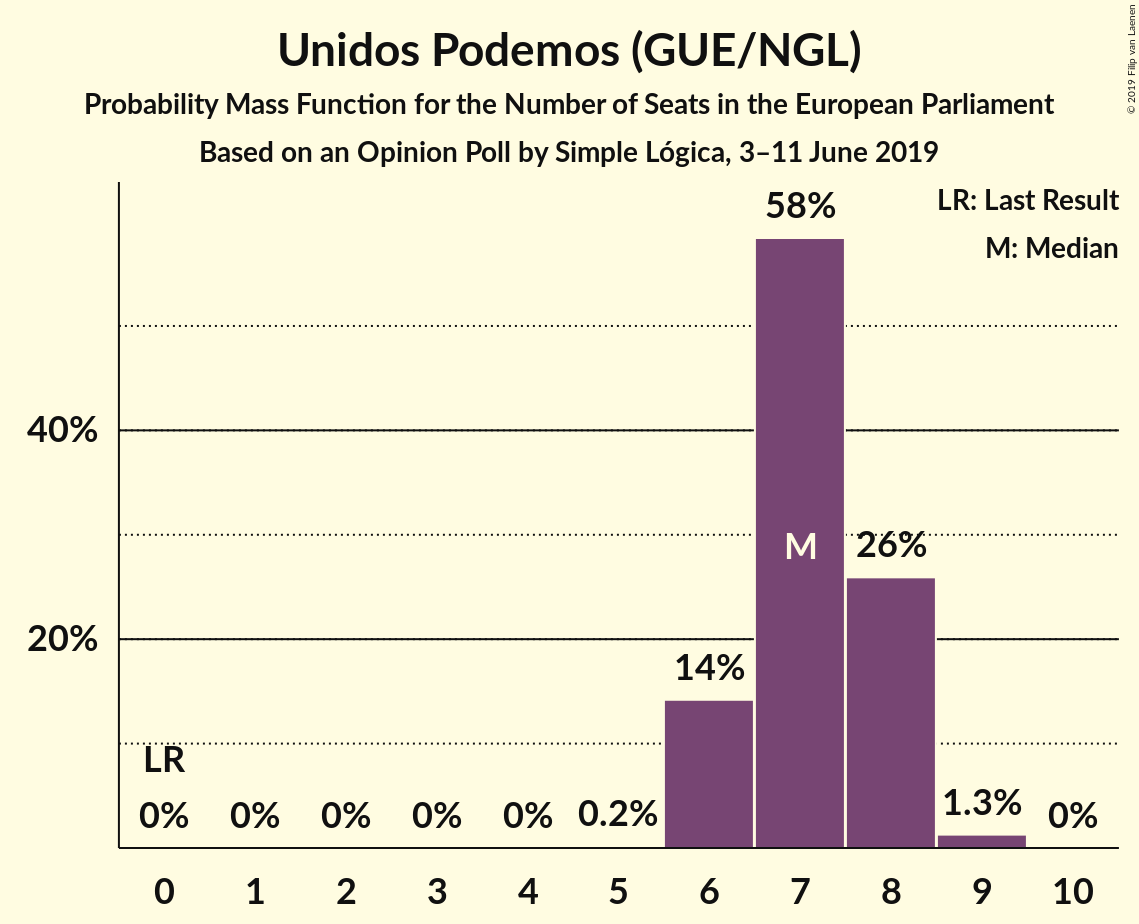 Unidos Podemos (GUE/NGL)
Probability Mass Function for the Number of Seats in the European Parliament
Based on an Opinion Poll by Simple Lógica, 3–11 June 2019
© 2019 Filip van Laenen
LR: Last Result
M: Median
58%
40%
M
26%
20%
14%
LR
0%
0%
0%
0%
0%
0.2%
1.3%
0%
0 1 2 3 4 5 6 7 8 9 10